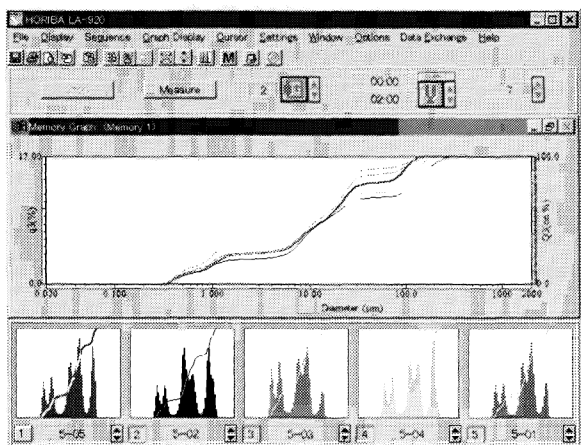 HORIBA LA-920
File Display Sequence Graph Display Cursor Settings Window Options Data Exchange Help
M
Measure 2 00:00
02:00
Memory Graph (Memory 1)
17.00 100.0
q3(%)
0.0 0.0
0.020 0.100 1.000 10.00 100.0 1000 2000
Diameter (µm)
1 5-05 2 5-02 3 5-03 4 5-04 5 5-01